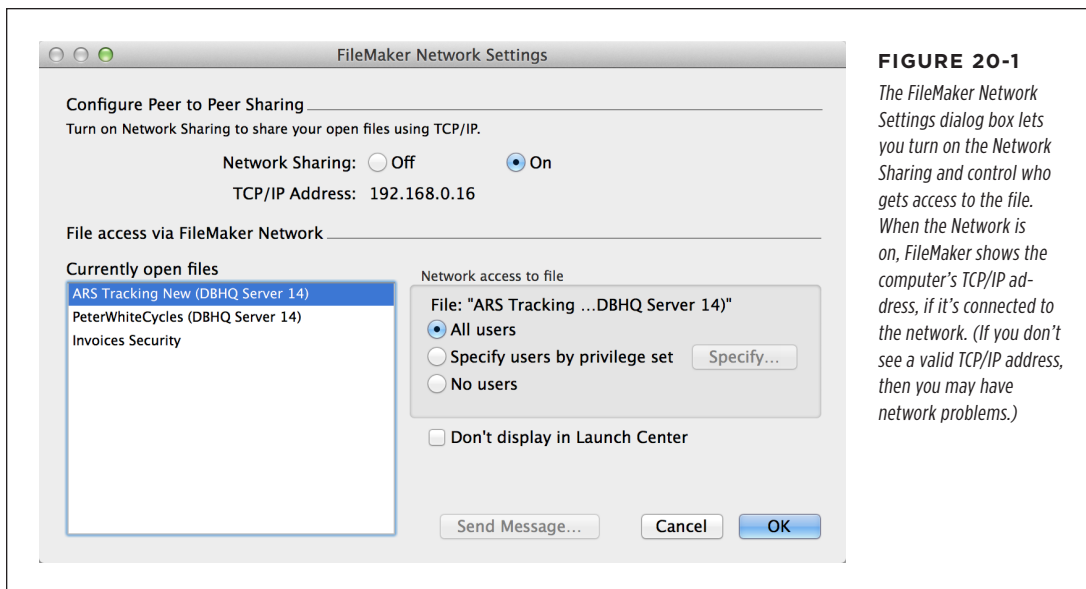 FileMaker Network Settings
Configure Peer to Peer Sharing
Turn on Network Sharing to share your open files using TCP/IP.
Network Sharing: Off On
TCP/IP Address: 192.168.0.16
File access via FileMaker Network
Currently open files
ARS Tracking New (DBHQ Server 14)
PeterWhiteCycles (DBHQ Server 14)
Invoices Security
Network access to file
File: "ARS Tracking ...DBHQ Server 14)"
All users
Specify users by privilege set Specify...
No users
Don't display in Launch Center
Send Message... Cancel OK
FIGURE 20-1
The FileMaker Network
Settings dialog box lets
you turn on the Network
Sharing and control who
gets access to the file.
When the Network is
on, FileMaker shows the
computer's TCP/IP ad-
dress, if it's connected to
the network. (If you don't
see a valid TCP/IP address,
then you may have
network problems.)